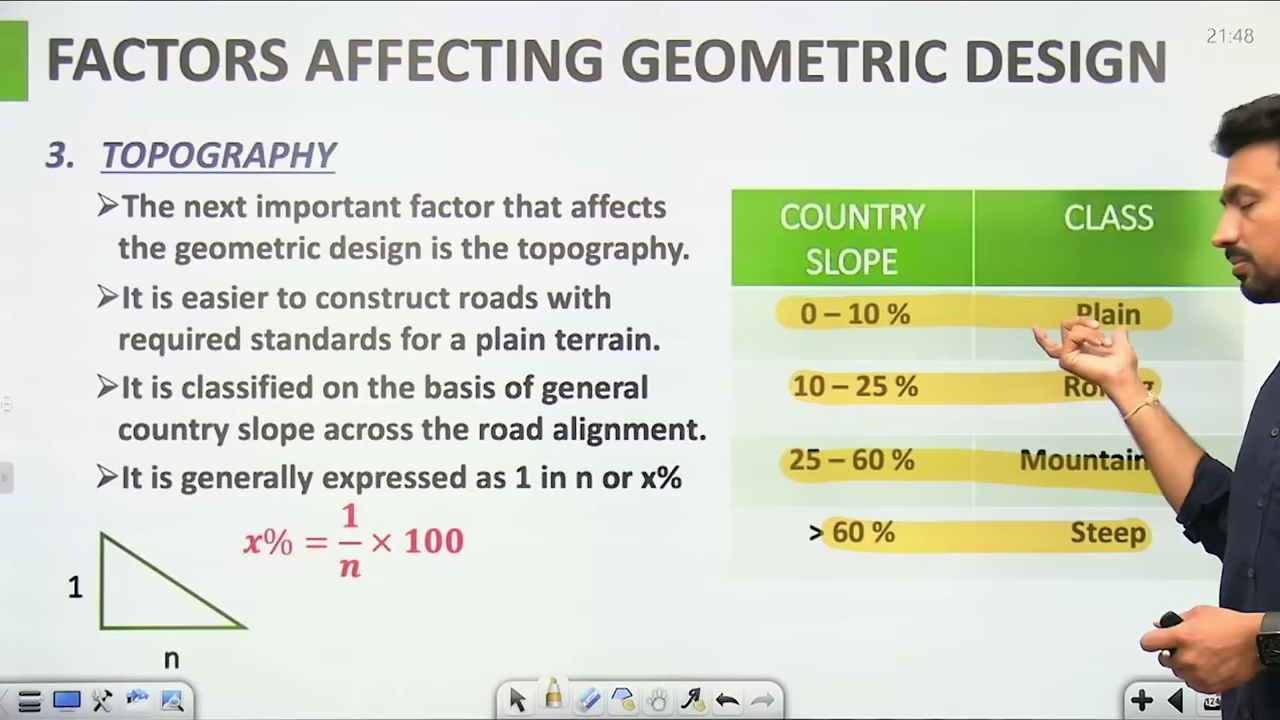 FACTORS AFFECTING GEOMETRIC DESIGN
21:48
3. TOPOGRAPHY
➢The next important factor that affects
the geometric design is the topography.
➢It is easier to construct roads with
required standards for a plain terrain.
➢It is classified on the basis of general
country slope across the road alignment.
➢It is generally expressed as 1 in n or x%
x% = 1/n × 100
1
n
COUNTRY SLOPE CLASS
0 – 10 % Plain
10 – 25 %
25 – 60 %
> 60 % Steep